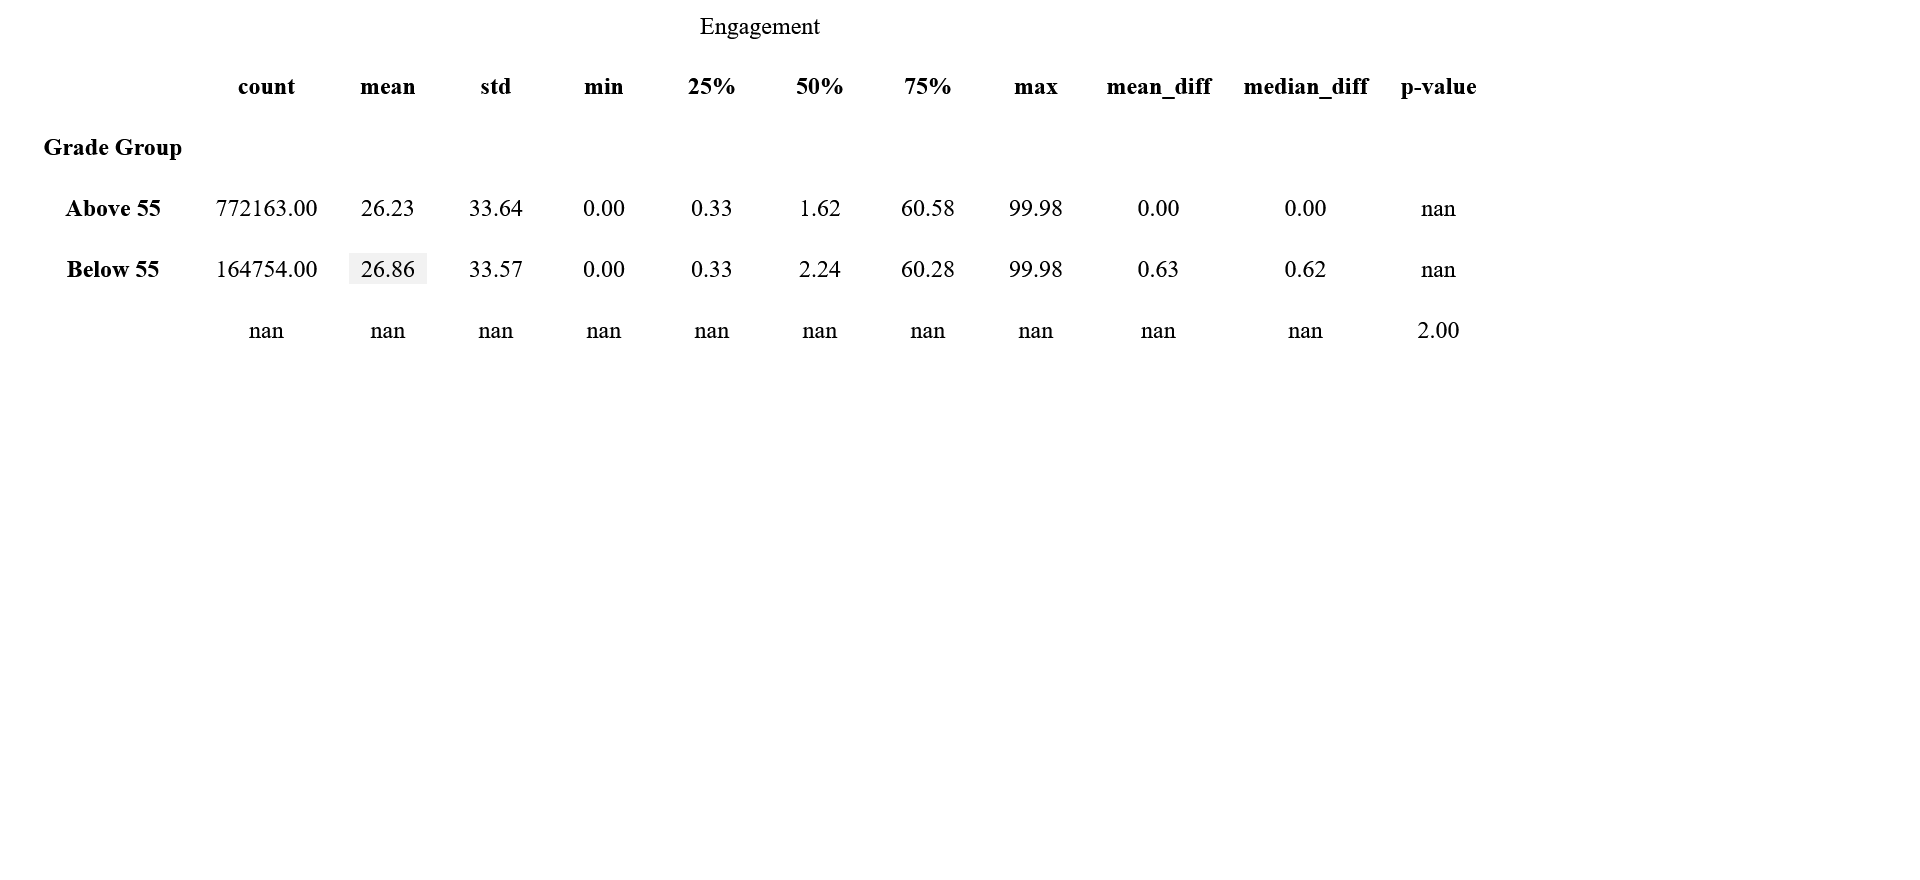 Engagement
count mean std min 25% 50% 75% max mean_diff median_diff p-value
Grade Group
Above 55 772163.00 26.23 33.64 0.00 0.33 1.62 60.58 99.98 0.00 0.00 nan
Below 55 164754.00 26.86 33.57 0.00 0.33 2.24 60.28 99.98 0.63 0.62 nan
nan nan nan nan nan nan nan nan nan nan 2.00